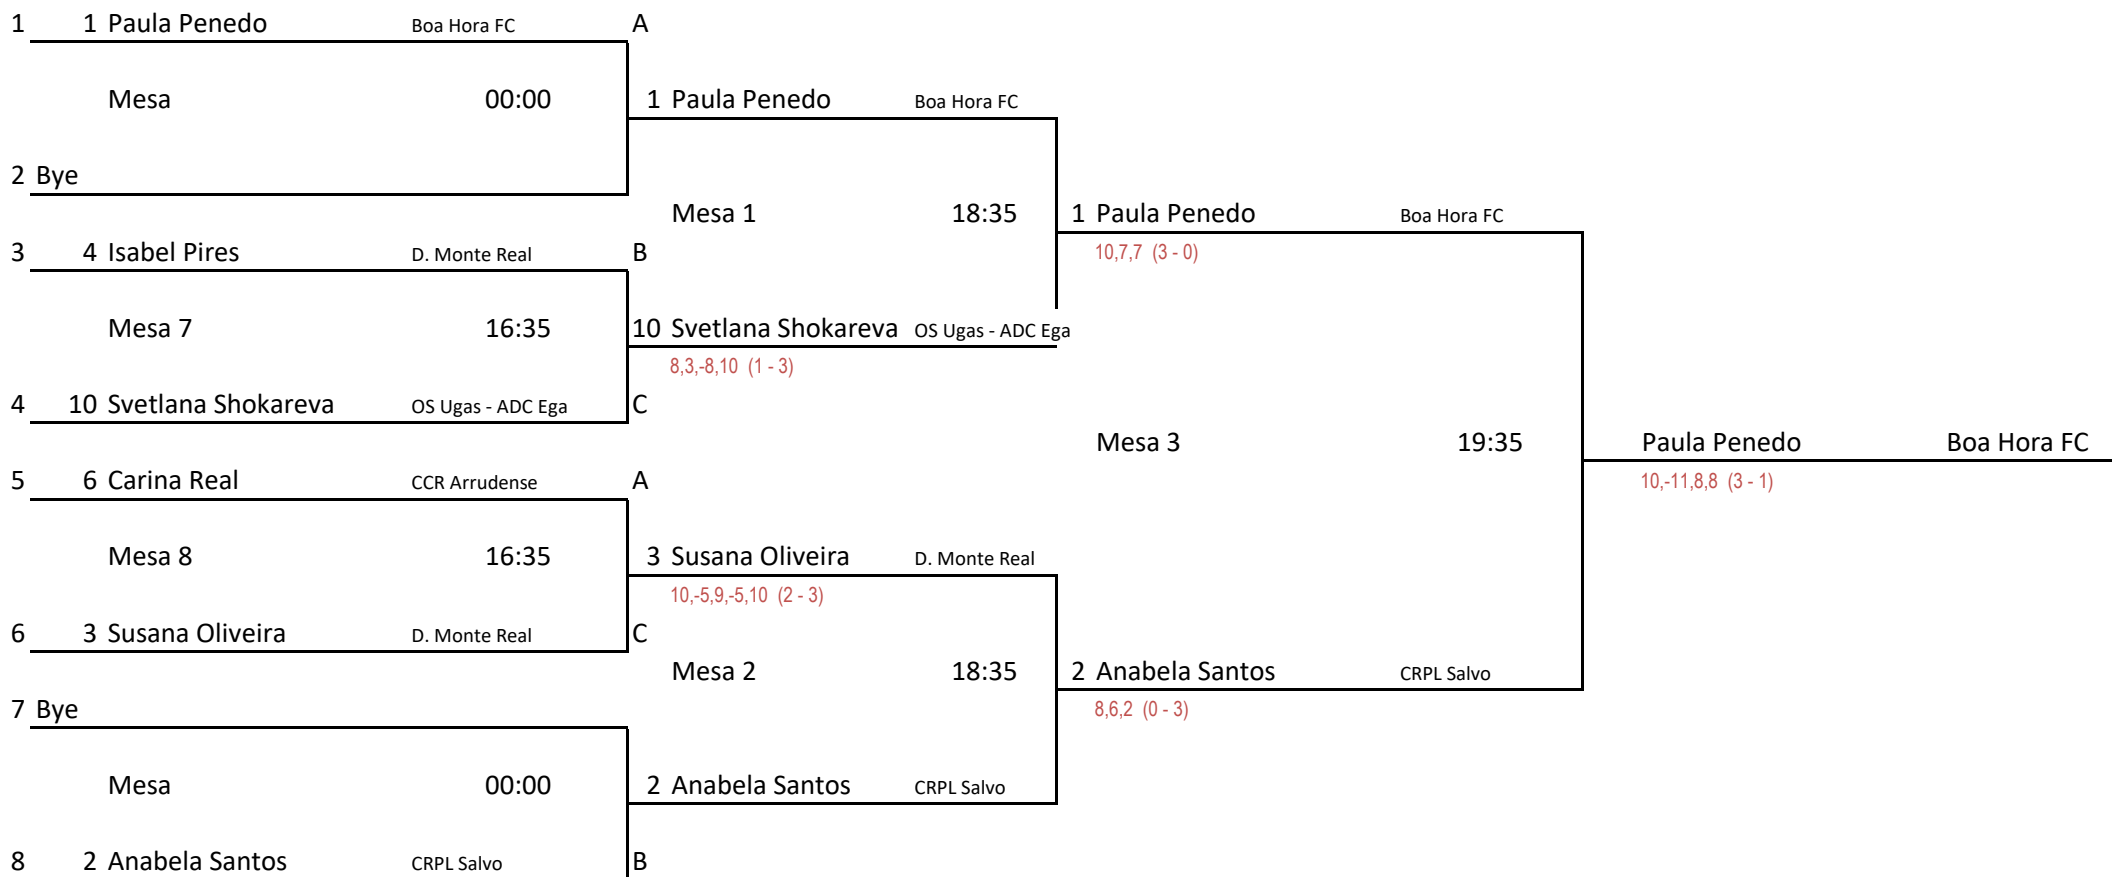 1 1 Paula Penedo Boa Hora FC A
Mesa 00:00 1 Paula Penedo Boa Hora FC
2 Bye
Mesa 1 18:35 1 Paula Penedo Boa Hora FC
3 4 Isabel Pires D. Monte Real B 10,7,7 (3 - 0)
Mesa 7 16:35 10 Svetlana Shokareva OS Ugas - ADC Ega
8,3,-8,10 (1 - 3)
4 10 Svetlana Shokareva OS Ugas - ADC Ega C
Mesa 3 19:35 Paula Penedo Boa Hora FC
5 6 Carina Real CCR Arrudense A 10,-11,8,8 (3 - 1)
Mesa 8 16:35 3 Susana Oliveira D. Monte Real
10,-5,9,-5,10 (2 - 3)
6 3 Susana Oliveira D. Monte Real C
Mesa 2 18:35 2 Anabela Santos CRPL Salvo
7 Bye 8,6,2 (0 - 3)
Mesa 00:00 2 Anabela Santos CRPL Salvo
8 2 Anabela Santos CRPL Salvo B